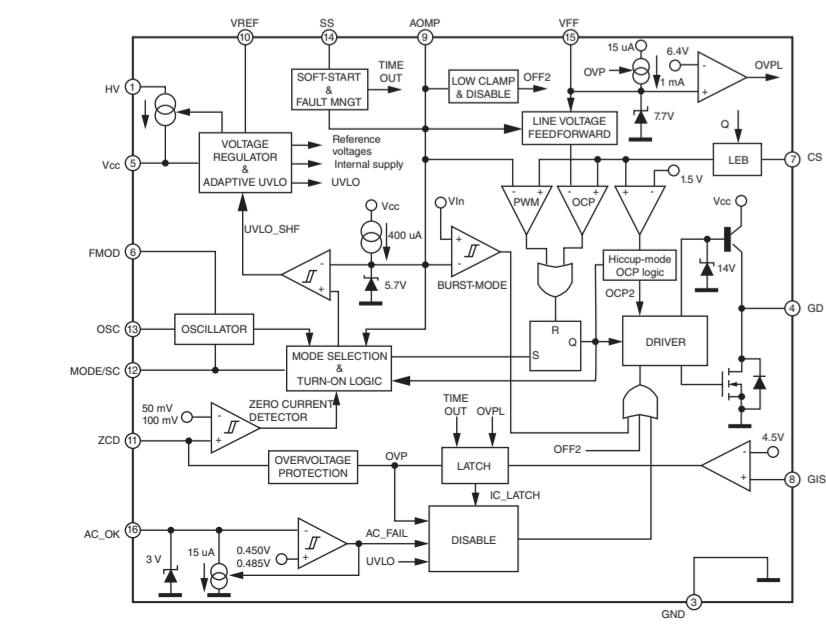 VREF
SS
AOMP
VFF
10
14
9
15
HV
1
SOFT-START
&
FAULT MNGT
TIME
OUT
LOW CLAMP
& DISABLE
OFF2
15 uA
OVP
1 mA
6.4V
-
+
OVPL
7.7V
LINE VOLTAGE
FEEDFORWARD
Q
LEB
7
CS
Vcc
5
VOLTAGE
REGULATOR
&
ADAPTIVE UVLO
Reference
voltages
Internal supply
UVLO
- +
PWM
- +
OCP
+ -
1.5 V
UVLO_SHF
Vcc
400 uA
5.7V
VIn
+
-
BURST-MODE
-
+
Hiccup-mode
OCP logic
OCP2
Vcc
14V
FMOD
6
OSC
13
OSCILLATOR
MODE/SC
12
MODE SELECTION
&
TURN-ON LOGIC
R
S
Q
DRIVER
4
GD
50 mV
100 mV
-
+
ZERO CURRENT
DETECTOR
ZCD
11
OVERVOLTAGE
PROTECTION
OVP
TIME
OUT
OVPL
LATCH
IC_LATCH
OFF2
4.5V
-
+
8
GIS
AC_OK
16
3 V
15 uA
0.450V
0.485V
-
+
AC_FAIL
UVLO
DISABLE
3
GND